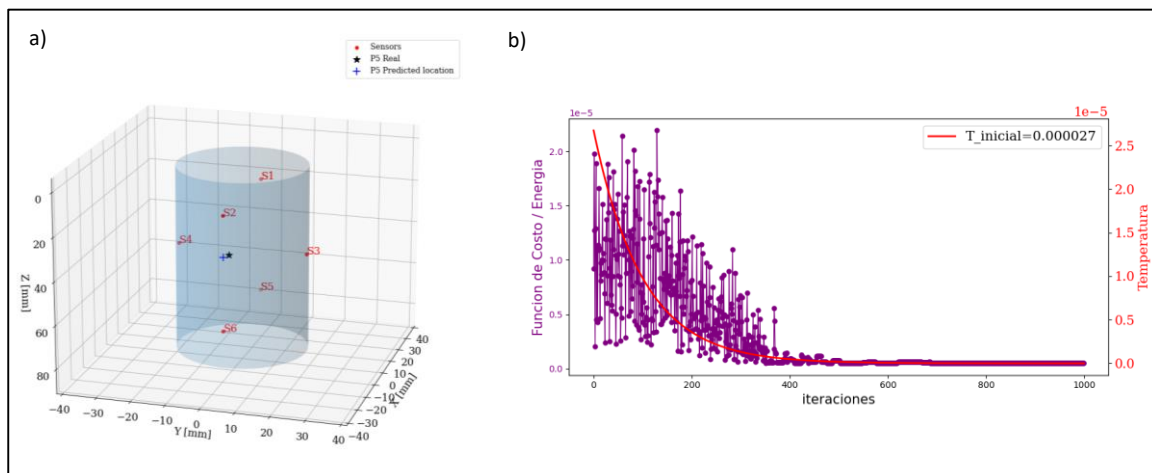 a)
Sensors
P5 Real
P5 Predicted location
S1
S2
S4
S3
S5
S6
0
20
40
60
80
Z [mm]
−40
−30
−20
−10
0
10
20
30
40
Y [mm]
−40
−30
−20
−10
0
10
20
30
40
X [mm]
b)
1e-5
1e-5
T_inicial=0.000027
2.0
1.5
1.0
0.5
0.0
Funcion de Costo / Energia
2.5
2.0
1.5
1.0
0.5
0.0
Temperatura
0
200
400
600
800
1000
iteraciones